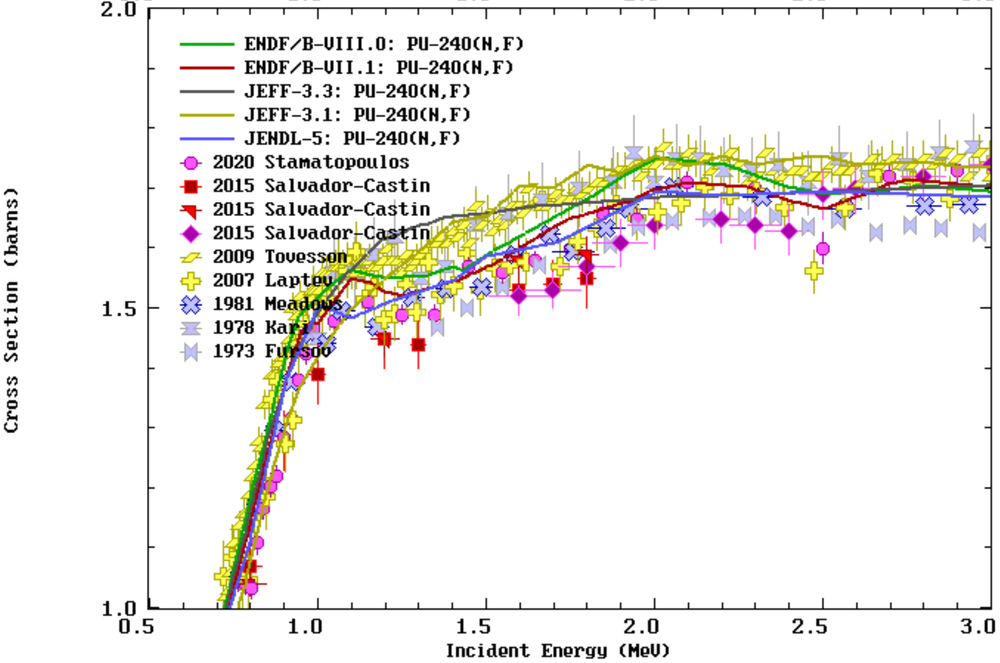 2.0
ENDF/B-VIII.0: PU-240(N,F)
ENDF/B-VII.1: PU-240(N,F)
JEFF-3.3: PU-240(N,F)
JEFF-3.1: PU-240(N,F)
JENDL-5: PU-240(N,F)
2020 Stamatopoulos
2015 Salvador-Castin
2015 Salvador-Castin
2015 Salvador-Castin
2009 Tovesson
2007 Laptev
1981 Meadows
1978 Kari
1973 Fursov
Cross Section (barns)
1.5
1.0
0.5 1.0 1.5 2.0 2.5 3.0
Incident Energy (MeV)